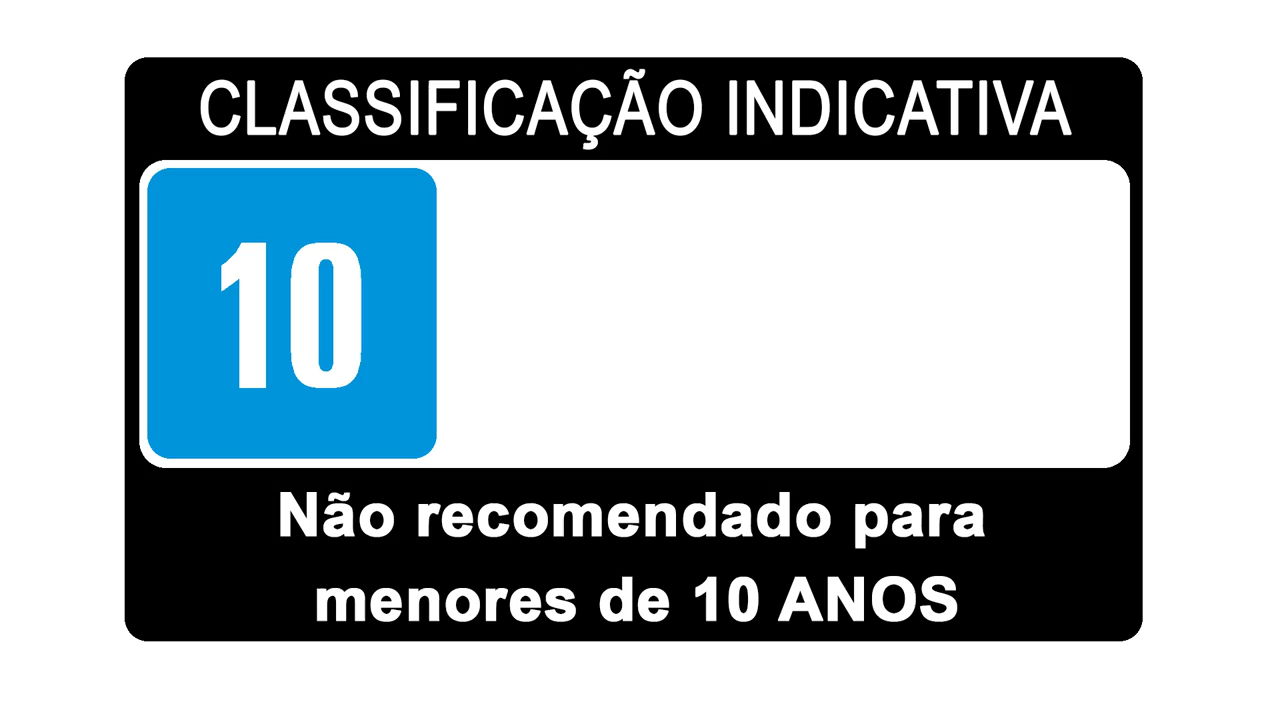 CLASSIFICAÇÃO INDICATIVA
10
Não recomendado para
menores de 10 ANOS